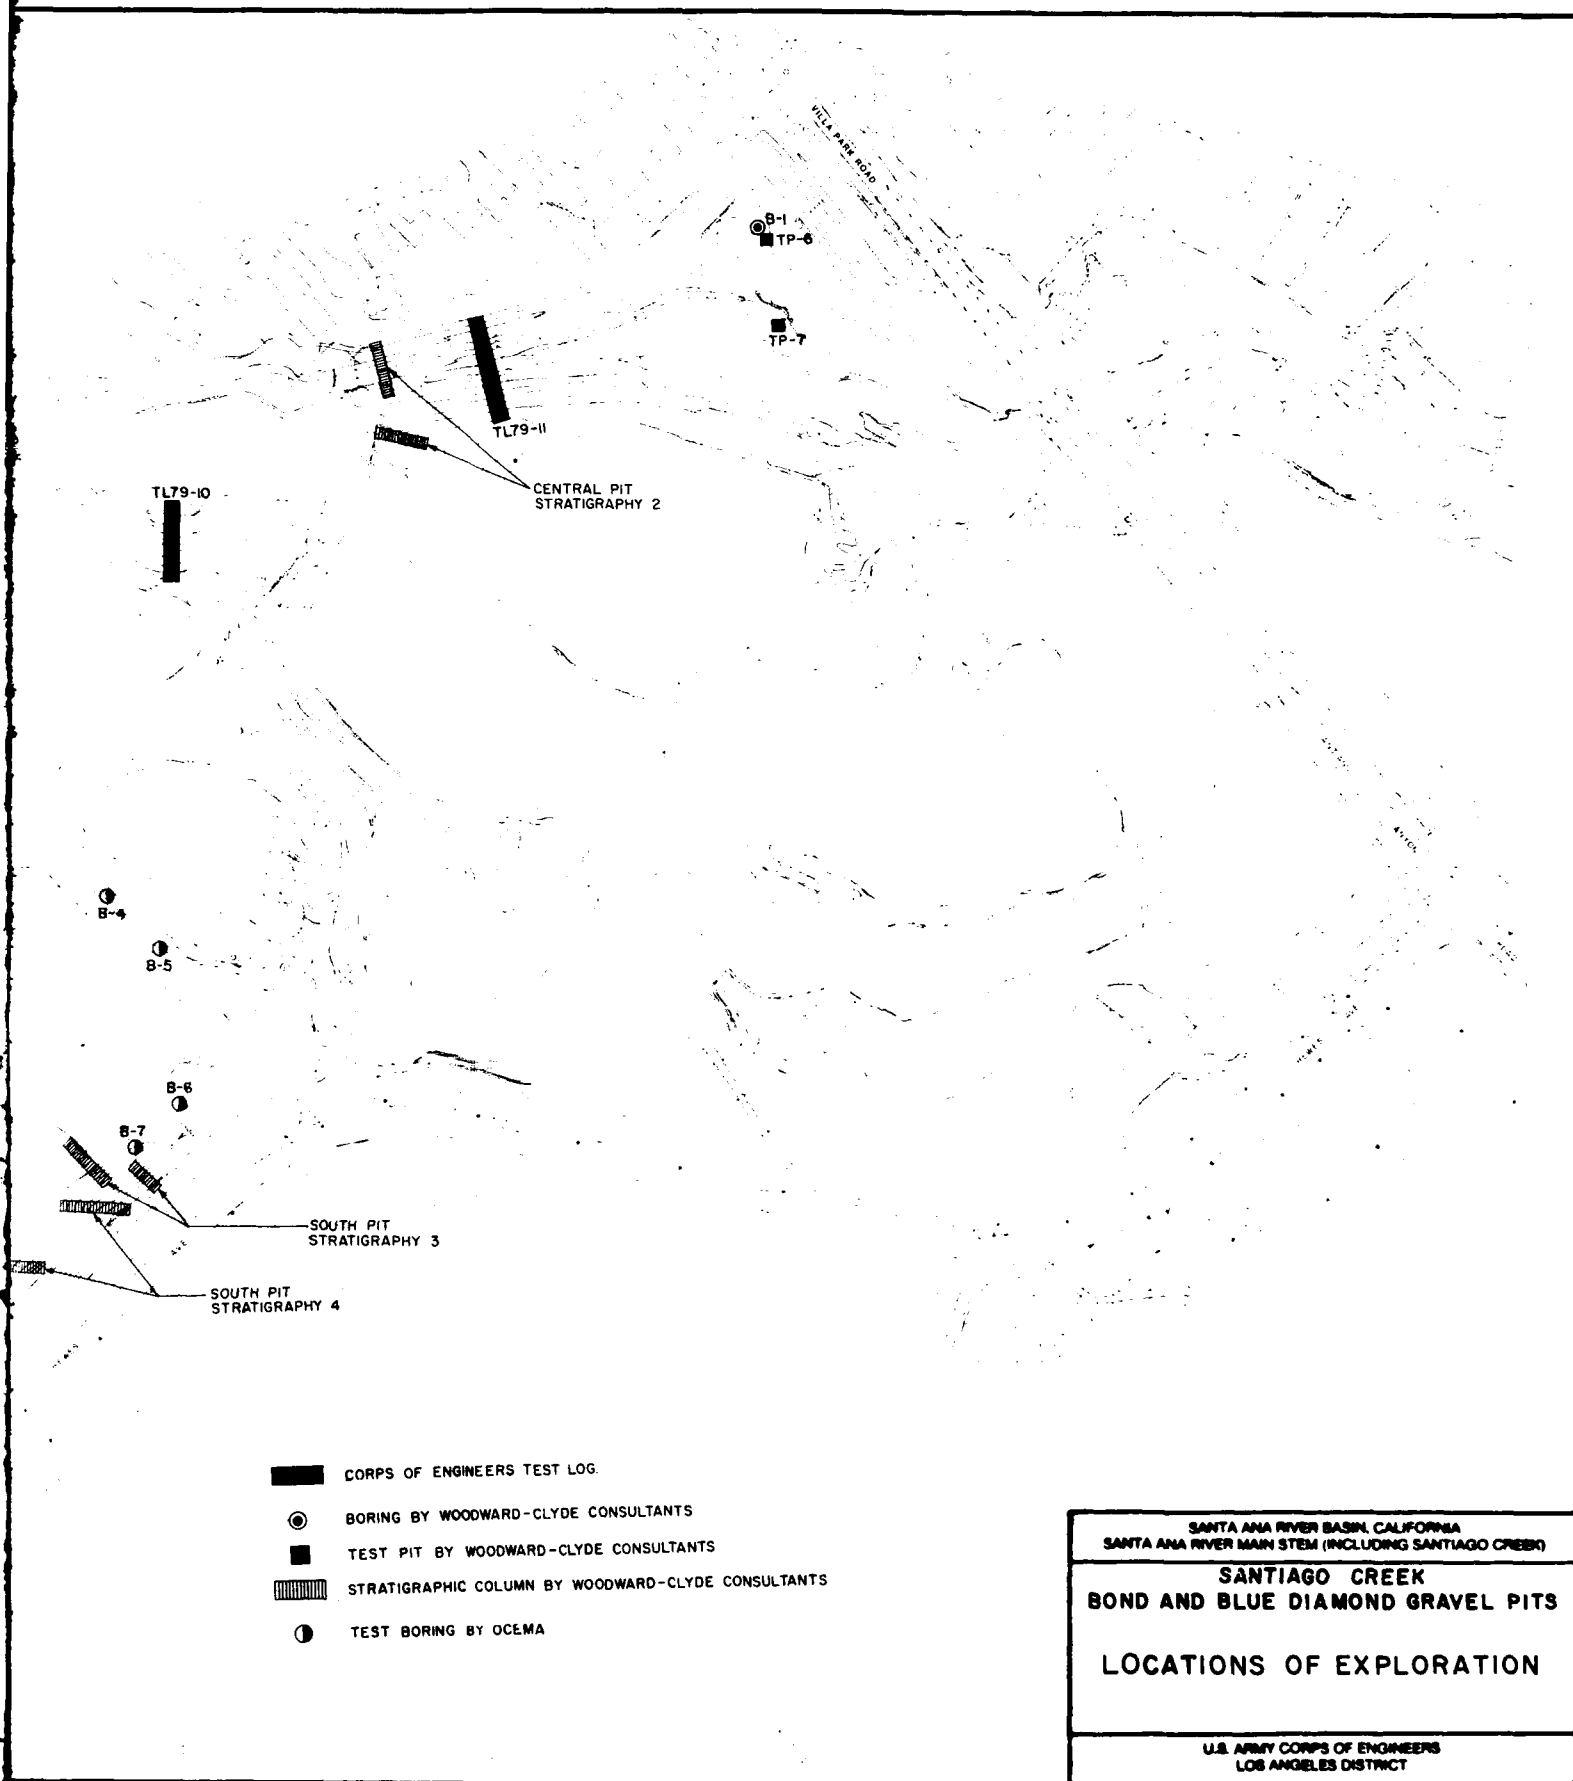 VILLA PARK ROAD
B-1
TP-6
TP-7
TL79-11
CENTRAL PIT
STRATIGRAPHY 2
TL79-10
ANTON
B-4
B-5
B-6
B-7
SOUTH PIT
STRATIGRAPHY 3
AVE
SOUTH PIT
STRATIGRAPHY 4
CORPS OF ENGINEERS TEST LOG.
BORING BY WOODWARD-CLYDE CONSULTANTS
TEST PIT BY WOODWARD-CLYDE CONSULTANTS
STRATIGRAPHIC COLUMN BY WOODWARD-CLYDE CONSULTANTS
TEST BORING BY OCEMA
SANTA ANA RIVER BASIN, CALIFORNIA
SANTA ANA RIVER MAIN STEM (INCLUDING SANTIAGO CREEK)
SANTIAGO CREEK
BOND AND BLUE DIAMOND GRAVEL PITS
LOCATIONS OF EXPLORATION
U.S. ARMY CORPS OF ENGINEERS
LOS ANGELES DISTRICT